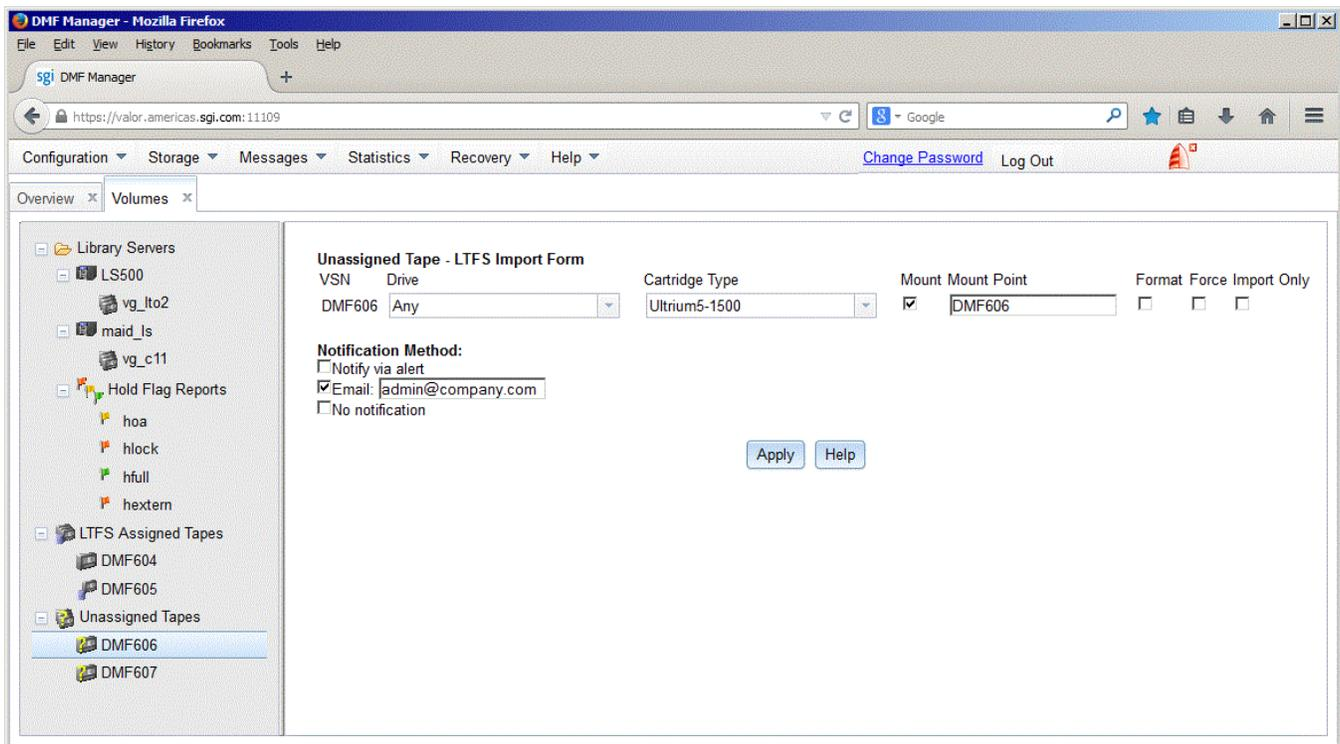 DMF Manager - Mozilla Firefox
File Edit View History Bookmarks Tools Help
sgi DMF Manager +
https://valor.americas.sgi.com:11109 8 Google
Configuration Storage Messages Statistics Recovery Help Change Password Log Out
Overview x Volumes x
Library Servers
LS500
vg_lto2
maid_ls
vg_c11
Hold Flag Reports
hoa
hlock
hfull
hextern
LTFS Assigned Tapes
DMF604
DMF605
Unassigned Tapes
DMF606
DMF607
Unassigned Tape - LTFS Import Form
VSN Drive Cartridge Type Mount Mount Point Format Force Import Only
DMF606 Any Ultrium5-1500 DMF606
Notification Method:
Notify via alert
Email: admin@company.com
No notification
Apply Help